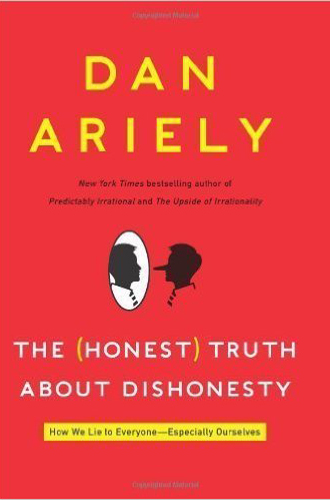 DAN
ARIELY
New York Times bestselling author of
Predictably Irrational and The Upside of Irrationality
THE (HONEST) TRUTH
ABOUT DISHONESTY
How We Lie to Everyone—Especially Ourselves